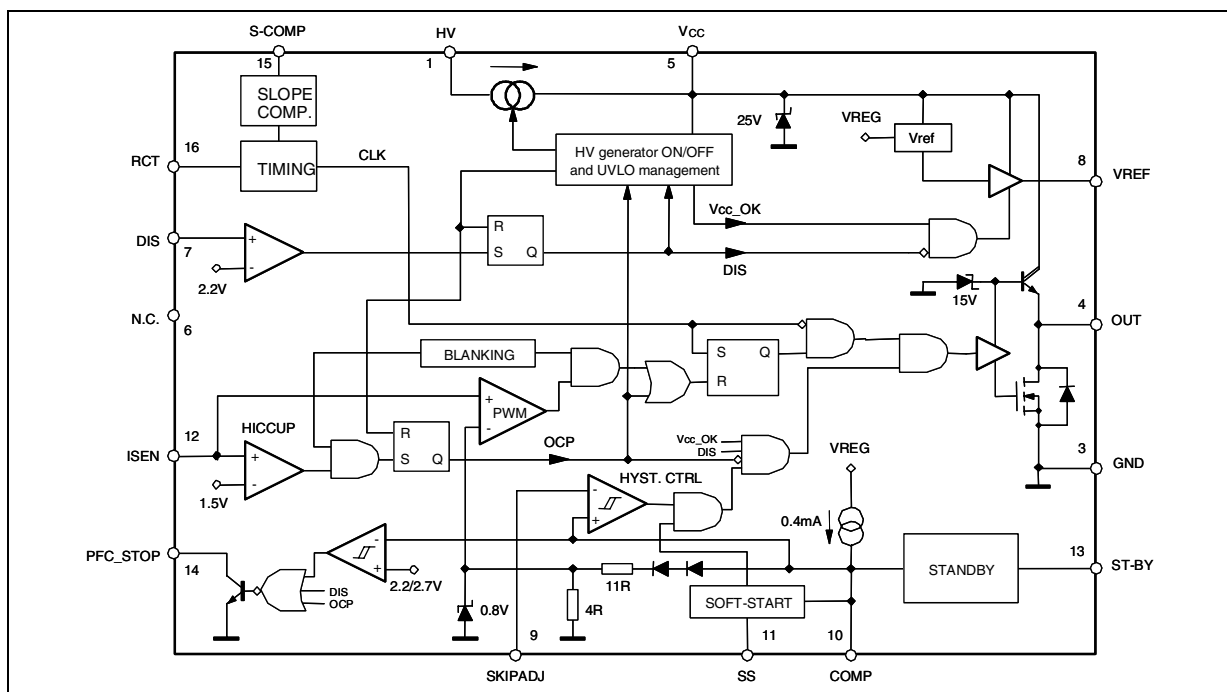 S-COMP
HV
VCC
15
1
5
SLOPE
COMP.
25V
VREG
Vref
16
RCT
TIMING
CLK
HV generator ON/OFF
and UVLO management
8
VREF
Vcc_OK
DIS
7
+
-
2.2V
R
S
Q
DIS
15V
4
OUT
N.C.
6
BLANKING
S
Q
R
+
-
PWM
12
ISEN
HICCUP
+
-
1.5V
R
S
Q
OCP
Vcc_OK
DIS
VREG
3
GND
HYST. CTRL
-
+
0.4mA
PFC_STOP
14
-
+
2.2/2.7V
DIS
OCP
11R
4R
0.8V
STANDBY
13
ST-BY
SOFT-START
9
11
10
SKIPADJ
SS
COMP